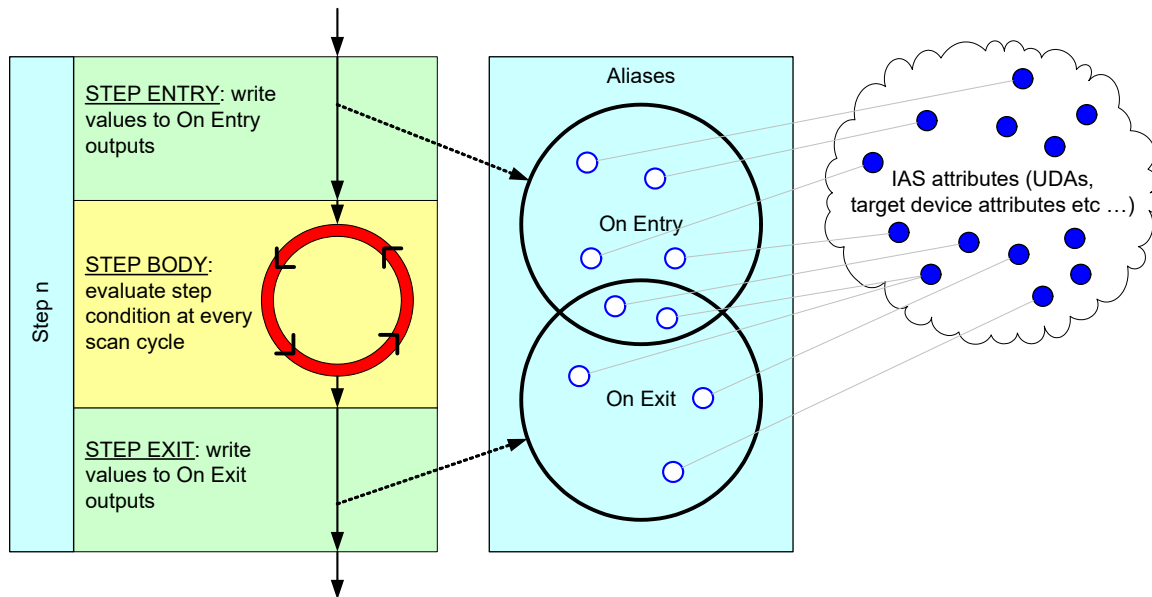 Step n
STEP ENTRY: write
values to On Entry
outputs
STEP BODY:
evaluate step
condition at every
scan cycle
STEP EXIT: write
values to On Exit
outputs
Aliases
On Entry
On Exit
IAS attributes (UDAs,
target device attributes etc …)